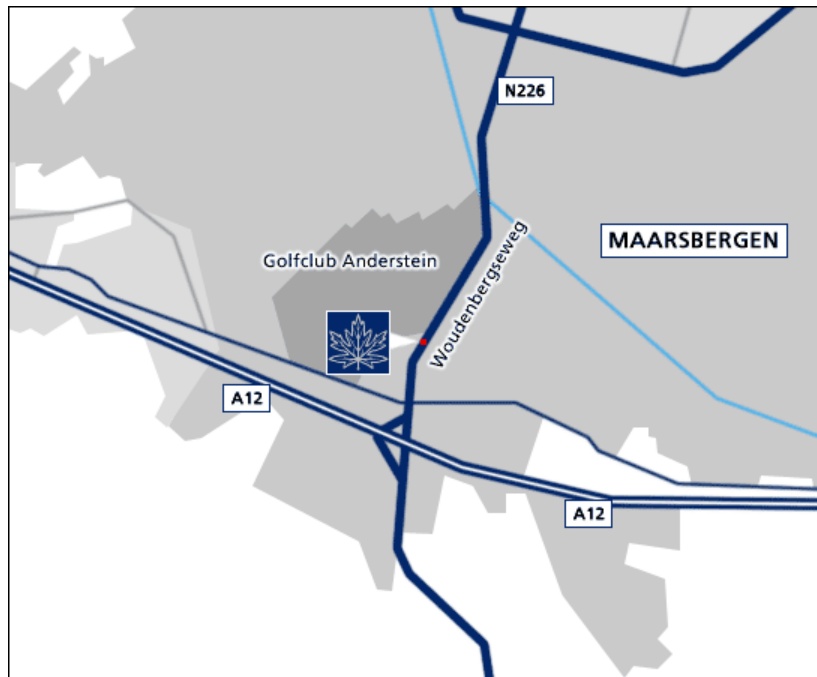 N226
MAARSBERGEN
Golfclub Anderstein
Woudenbergseweg
A12
A12